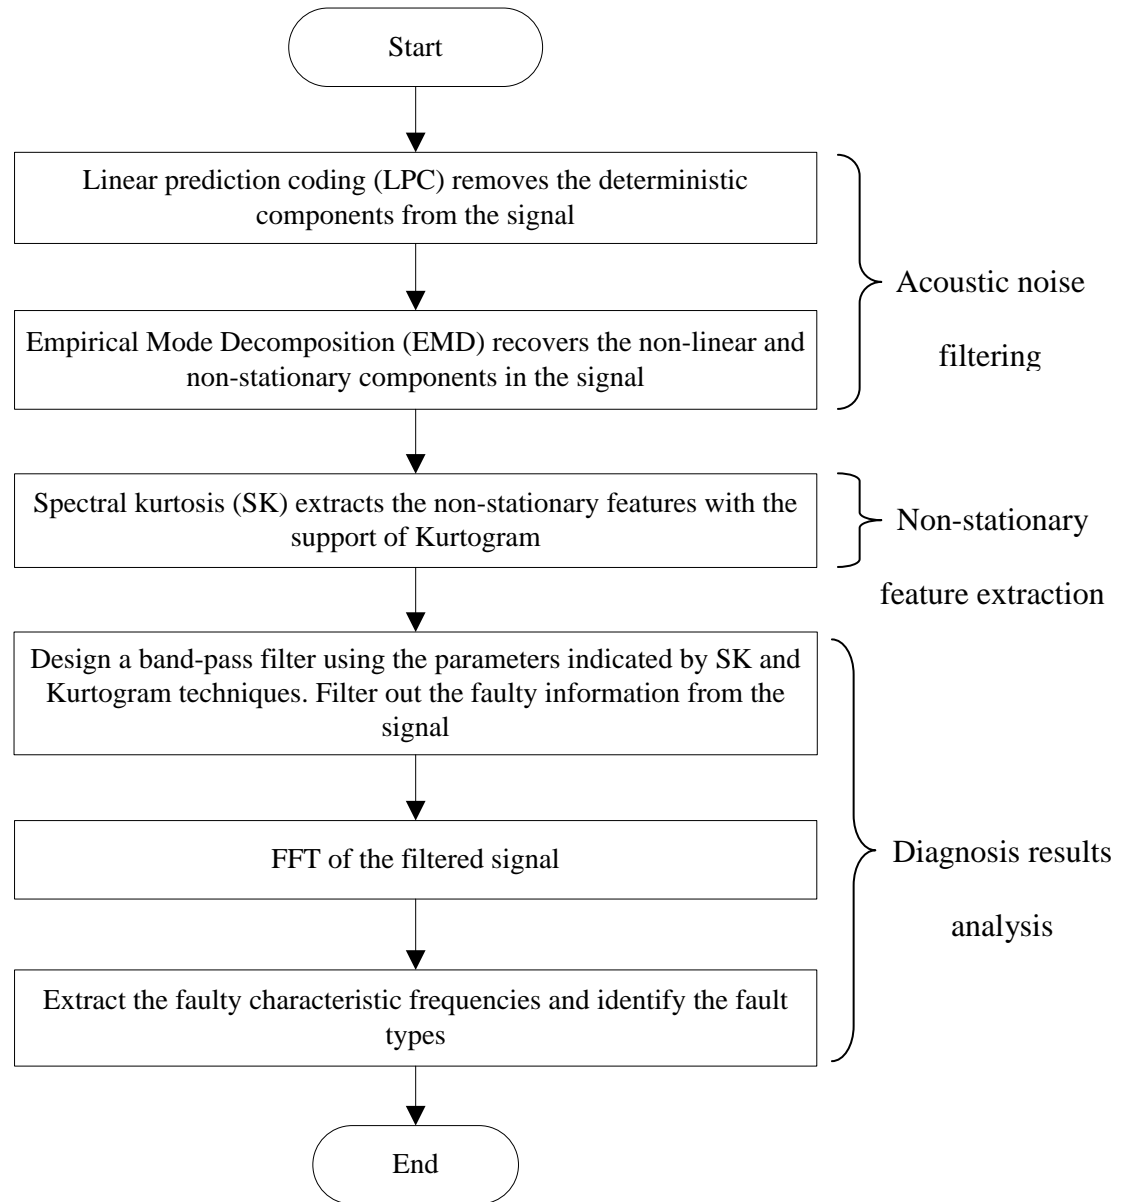 Start
Linear prediction coding (LPC) removes the deterministic
components from the signal
Empirical Mode Decomposition (EMD) recovers the non-linear and
non-stationary components in the signal
Acoustic noise
filtering
Spectral kurtosis (SK) extracts the non-stationary features with the
support of Kurtogram
Non-stationary
feature extraction
Design a band-pass filter using the parameters indicated by SK and
Kurtogram techniques. Filter out the faulty information from the
signal
FFT of the filtered signal
Extract the faulty characteristic frequencies and identify the fault
types
Diagnosis results
analysis
End